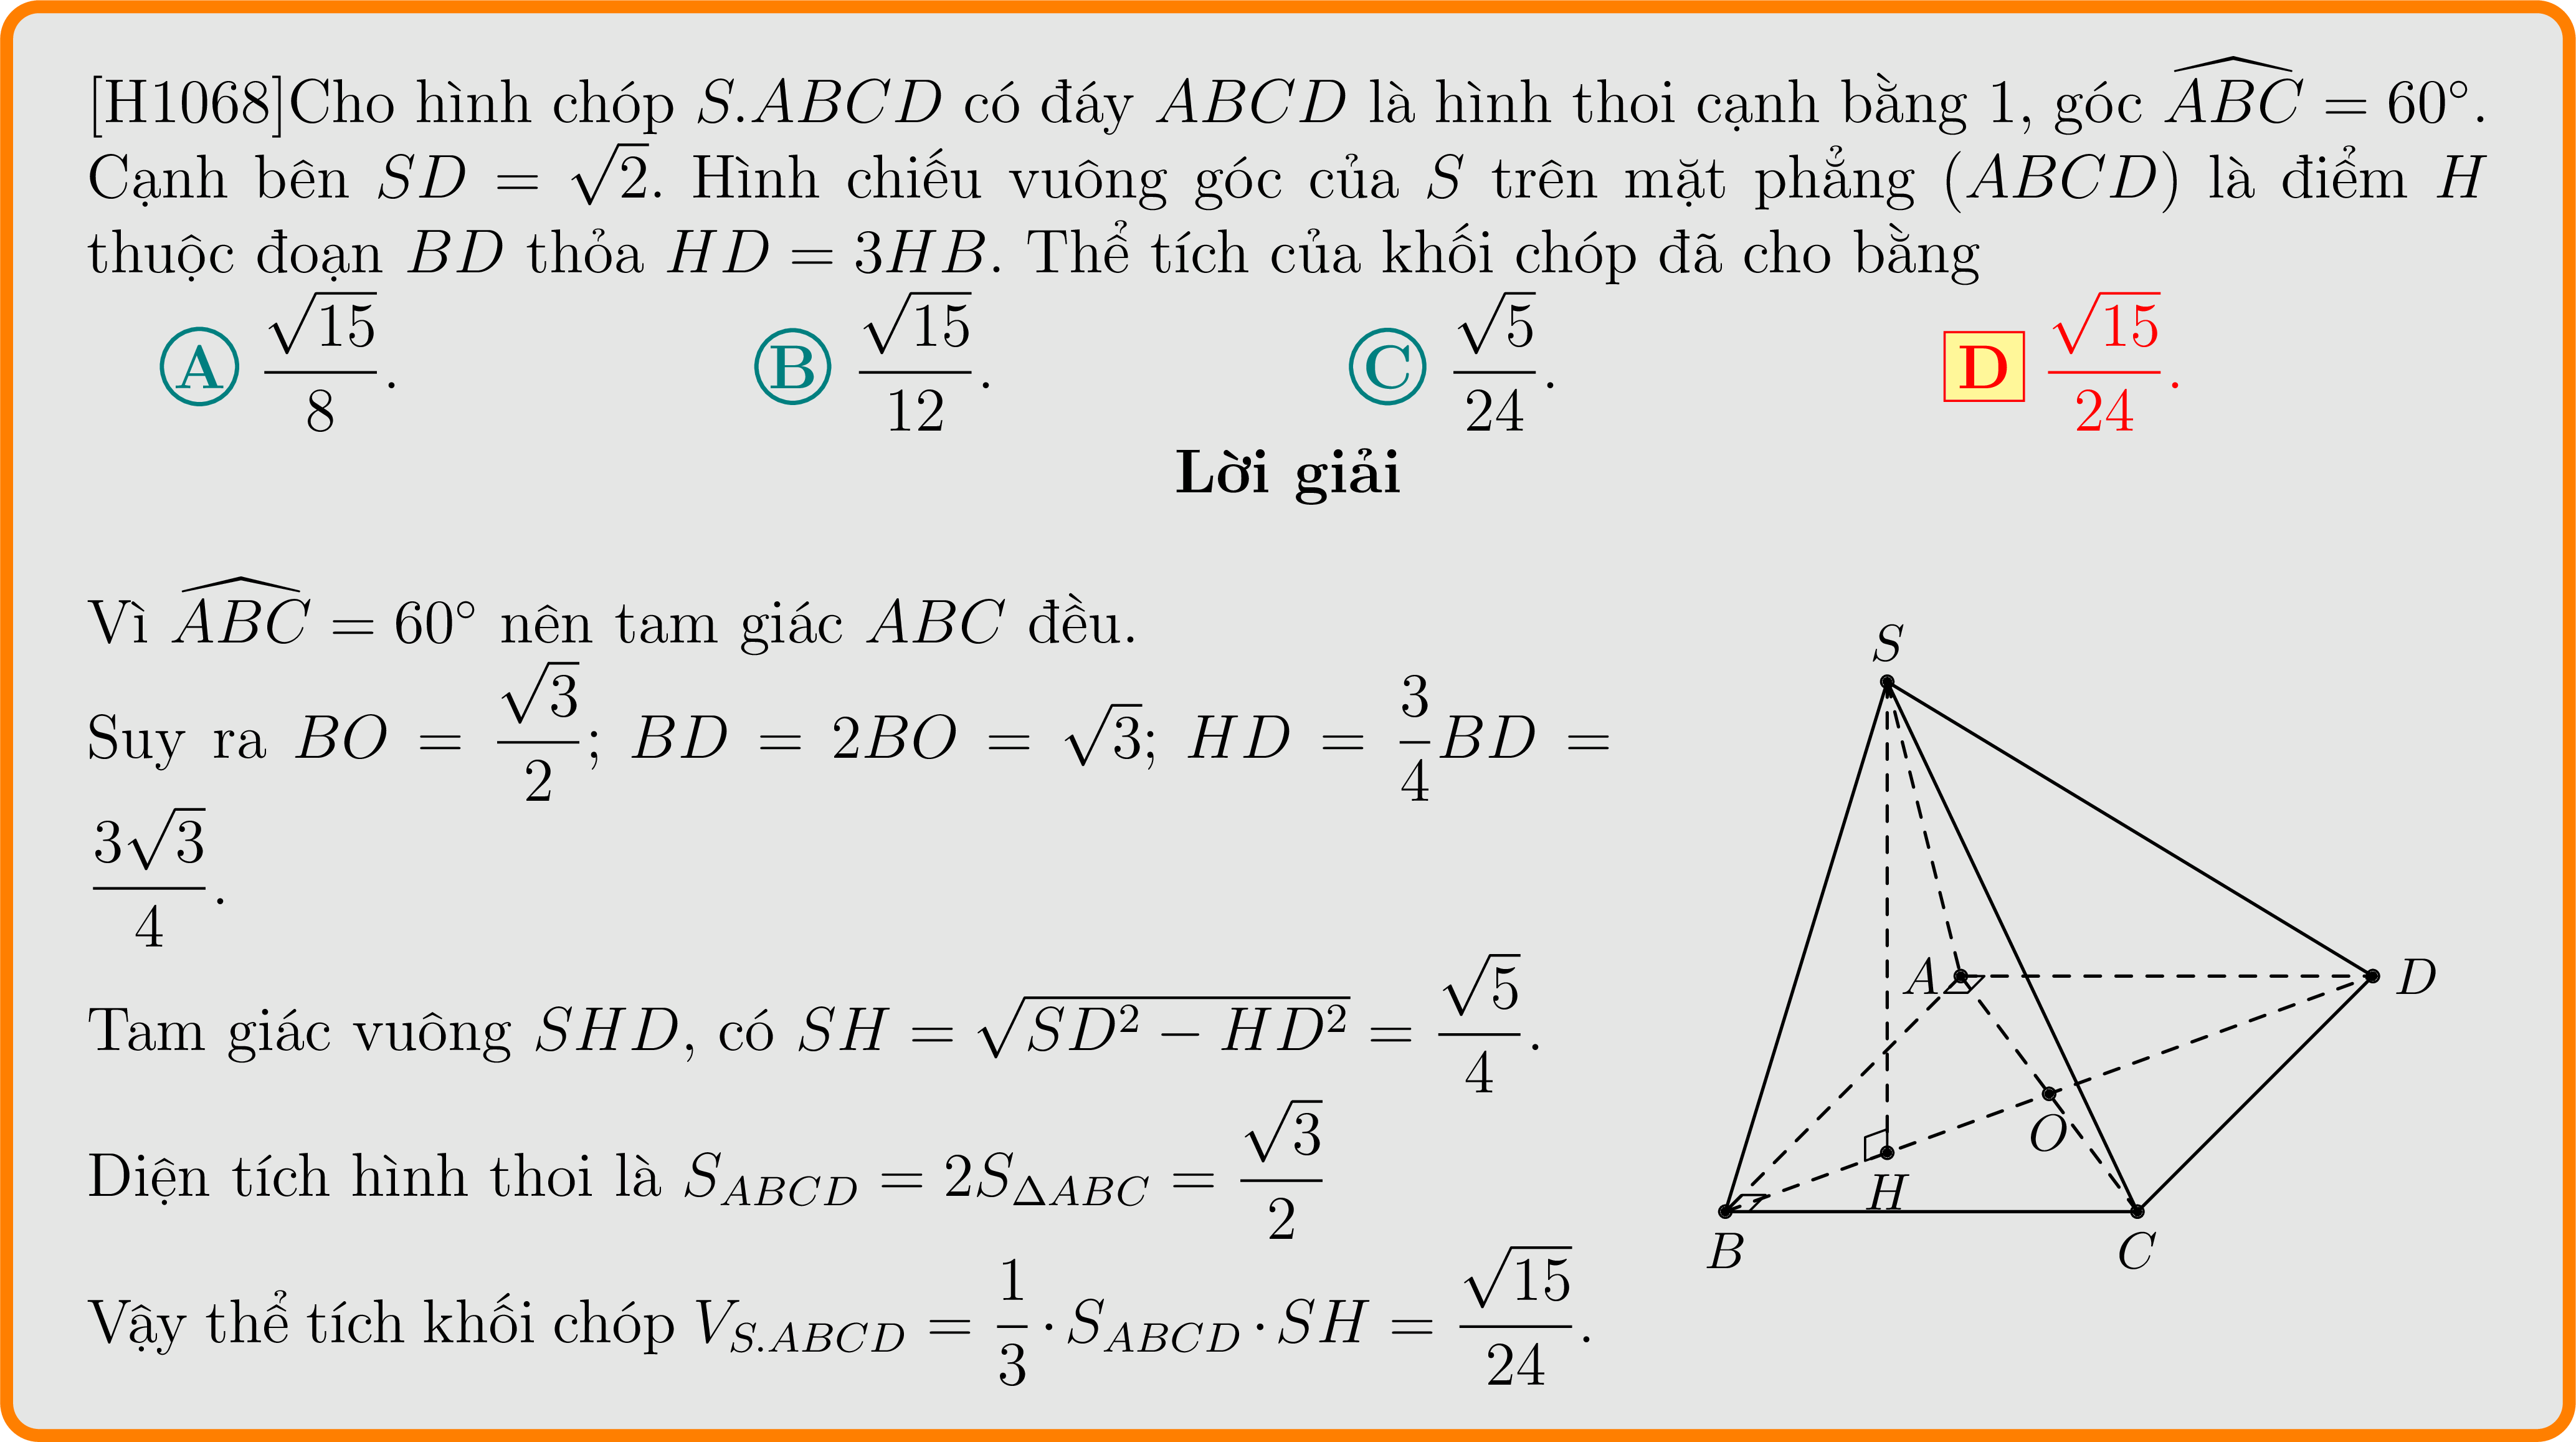 [H1068]Cho hình chóp S.ABCD có đáy ABCD là hình thoi cạnh bằng 1, góc $\widehat{ABC} = 60^\circ$.
Cạnh bên SD = $\sqrt{2}$. Hình chiếu vuông góc của S trên mặt phẳng (ABCD) là điểm H
thuộc đoạn BD thỏa HD = 3HB. Thể tích của khối chóp đã cho bằng
A $\frac{\sqrt{15}}{8}$. B $\frac{\sqrt{15}}{12}$. C $\frac{\sqrt{5}}{24}$. D $\frac{\sqrt{15}}{24}$.
Lời giải
Vì $\widehat{ABC} = 60^\circ$ nên tam giác ABC đều.
Suy ra $BO = \frac{\sqrt{3}}{2}$; $BD = 2BO = \sqrt{3}$; $HD = \frac{3}{4}BD =$
$\frac{3\sqrt{3}}{4}$.
Tam giác vuông SHD, có $SH = \sqrt{SD^2 - HD^2} = \frac{\sqrt{5}}{4}$.
Diện tích hình thoi là $S_{ABCD} = 2S_{\Delta ABC} = \frac{\sqrt{3}}{2}$
Vậy thể tích khối chóp $V_{S.ABCD} = \frac{1}{3} \cdot S_{ABCD} \cdot SH = \frac{\sqrt{15}}{24}$.
S
A
D
O
H
B
C